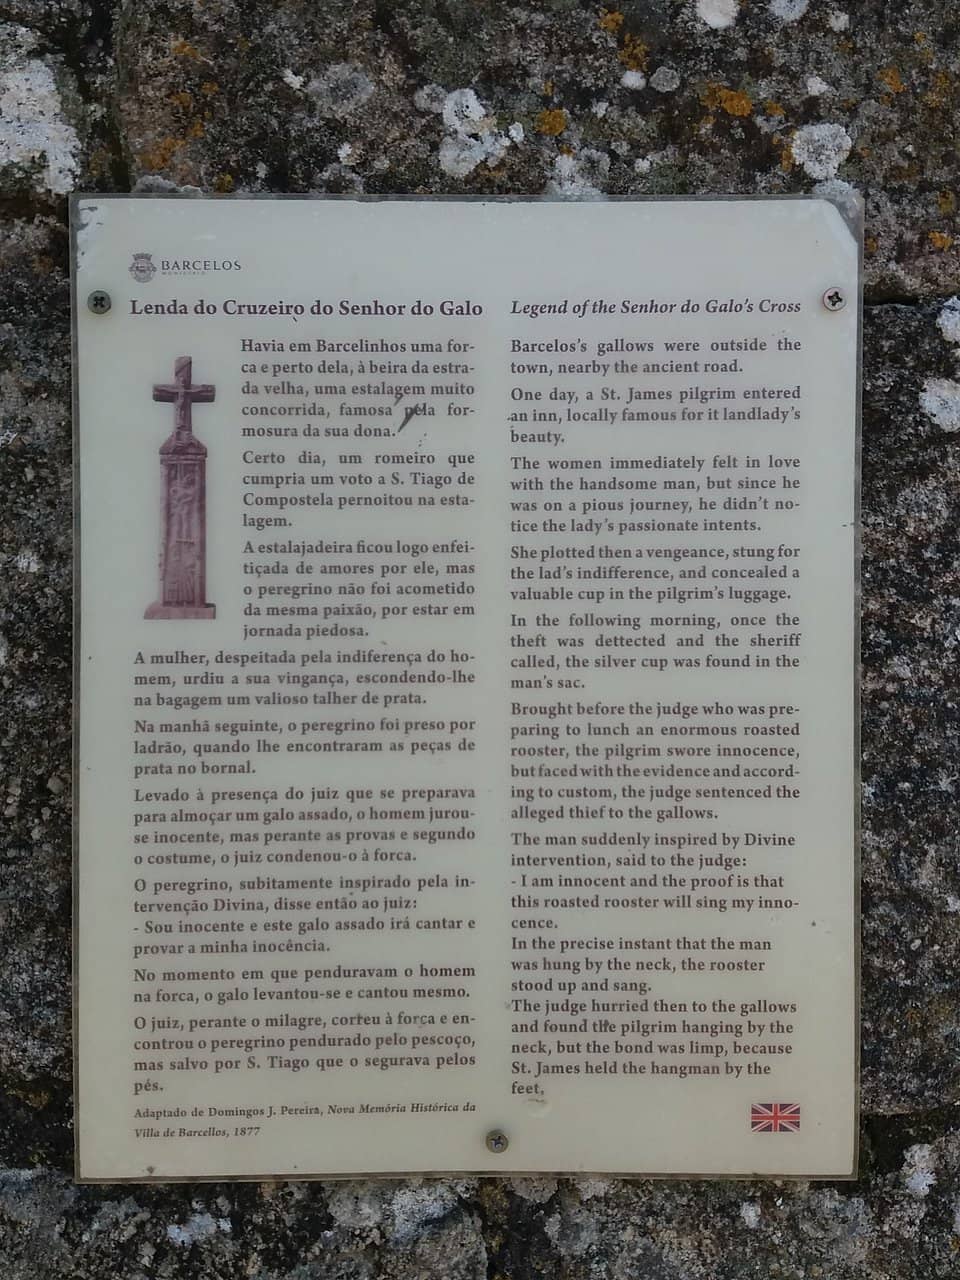 BARCELOS
MUNICÍPIO
Lenda do Cruzeiro do Senhor do Galo
Havia em Barcelinhos uma for-
ca e perto dela, à beira da estra-
da velha, uma estalagem muito
concorrida, famosa pela for-
mosura da sua dona.
Certo dia, um romeiro que
cumpria um voto a S. Tiago de
Compostela pernoitou na esta-
lagem.
A estalajadeira ficou logo enfei-
tiçada de amores por ele, mas
o peregrino não foi acometido
da mesma paixão, por estar em
jornada piedosa.
A mulher, despeitada pela indiferença do ho-
mem, urdiu a sua vingança, escondendo-lhe
na bagagem um valioso talher de prata.
Na manhã seguinte, o peregrino foi preso por
ladrão, quando lhe encontraram as peças de
prata no bornal.
Levado à presença do juiz que se preparava
para almoçar um galo assado, o homem jurou-
se inocente, mas perante as provas e segundo
o costume, o juiz condenou-o à forca.
O peregrino, subitamente inspirado pela in-
tervenção Divina, disse então ao juiz:
- Sou inocente e este galo assado irá cantar e
provar a minha inocência.
No momento em que penduravam o homem
na forca, o galo levantou-se e cantou mesmo.
O juiz, perante o milagre, correu à forca e en-
controu o peregrino pendurado pelo pescoço,
mas salvo por S. Tiago que o segurava pelos
pés.
Adaptado de Domingos J. Pereira, Nova Memória Histórica da
Villa de Barcellos, 1877
Legend of the Senhor do Galo's Cross
Barcelos's gallows were outside the
town, nearby the ancient road.
One day, a St. James pilgrim entered
an inn, locally famous for it landlady's
beauty.
The women immediately felt in love
with the handsome man, but since he
was on a pious journey, he didn't no-
tice the lady's passionate intents.
She plotted then a vengeance, stung for
the lad's indifference, and concealed a
valuable cup in the pilgrim's luggage.
In the following morning, once the
theft was dettected and the sheriff
called, the silver cup was found in the
man's sac.
Brought before the judge who was pre-
paring to lunch an enormous roasted
rooster, the pilgrim swore innocence,
but faced with the evidence and accord-
ing to custom, the judge sentenced the
alleged thief to the gallows.
The man suddenly inspired by Divine
intervention, said to the judge:
- I am innocent and the proof is that
this roasted rooster will sing my inno-
cence.
In the precise instant that the man
was hung by the neck, the rooster
stood up and sang.
The judge hurried then to the gallows
and found the pilgrim hanging by the
neck, but the bond was limp, because
St. James held the hangman by the
feet.